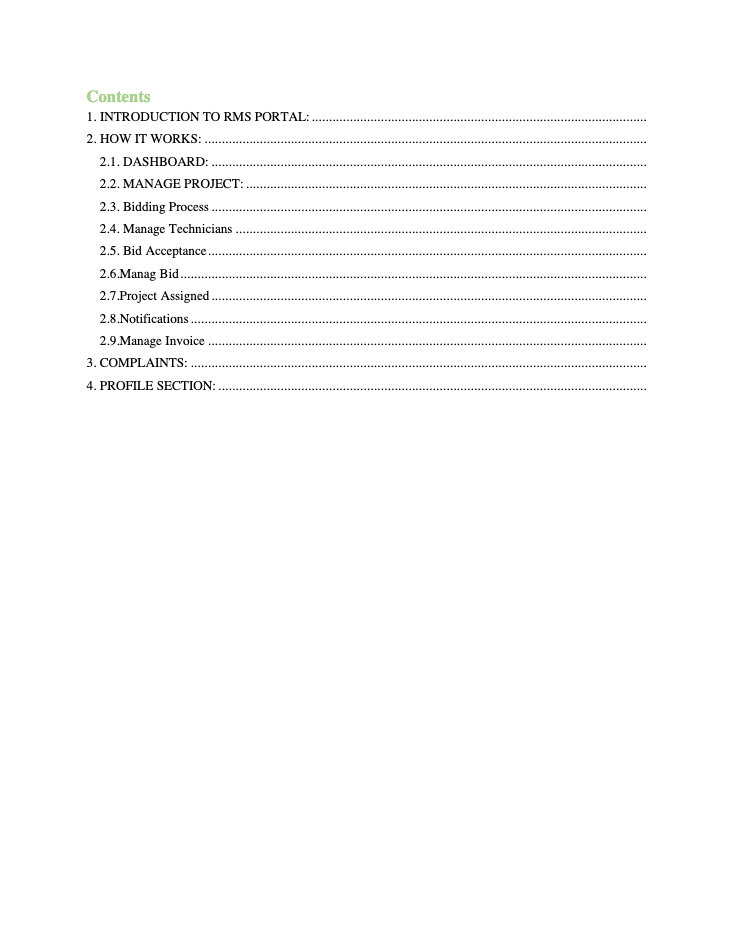 Contents
1. INTRODUCTION TO RMS PORTAL: ....................................................................................................
2. HOW IT WORKS: ....................................................................................................................................
2.1. DASHBOARD: ..................................................................................................................................
2.2. MANAGE PROJECT: ........................................................................................................................
2.3. Bidding Process ..................................................................................................................................
2.4. Manage Technicians ...........................................................................................................................
2.5. Bid Acceptance ...................................................................................................................................
2.6.Manag Bid ...........................................................................................................................................
2.7.Project Assigned ..................................................................................................................................
2.8.Notifications ........................................................................................................................................
2.9.Manage Invoice ...................................................................................................................................
3. COMPLAINTS: ........................................................................................................................................
4. PROFILE SECTION: ................................................................................................................................